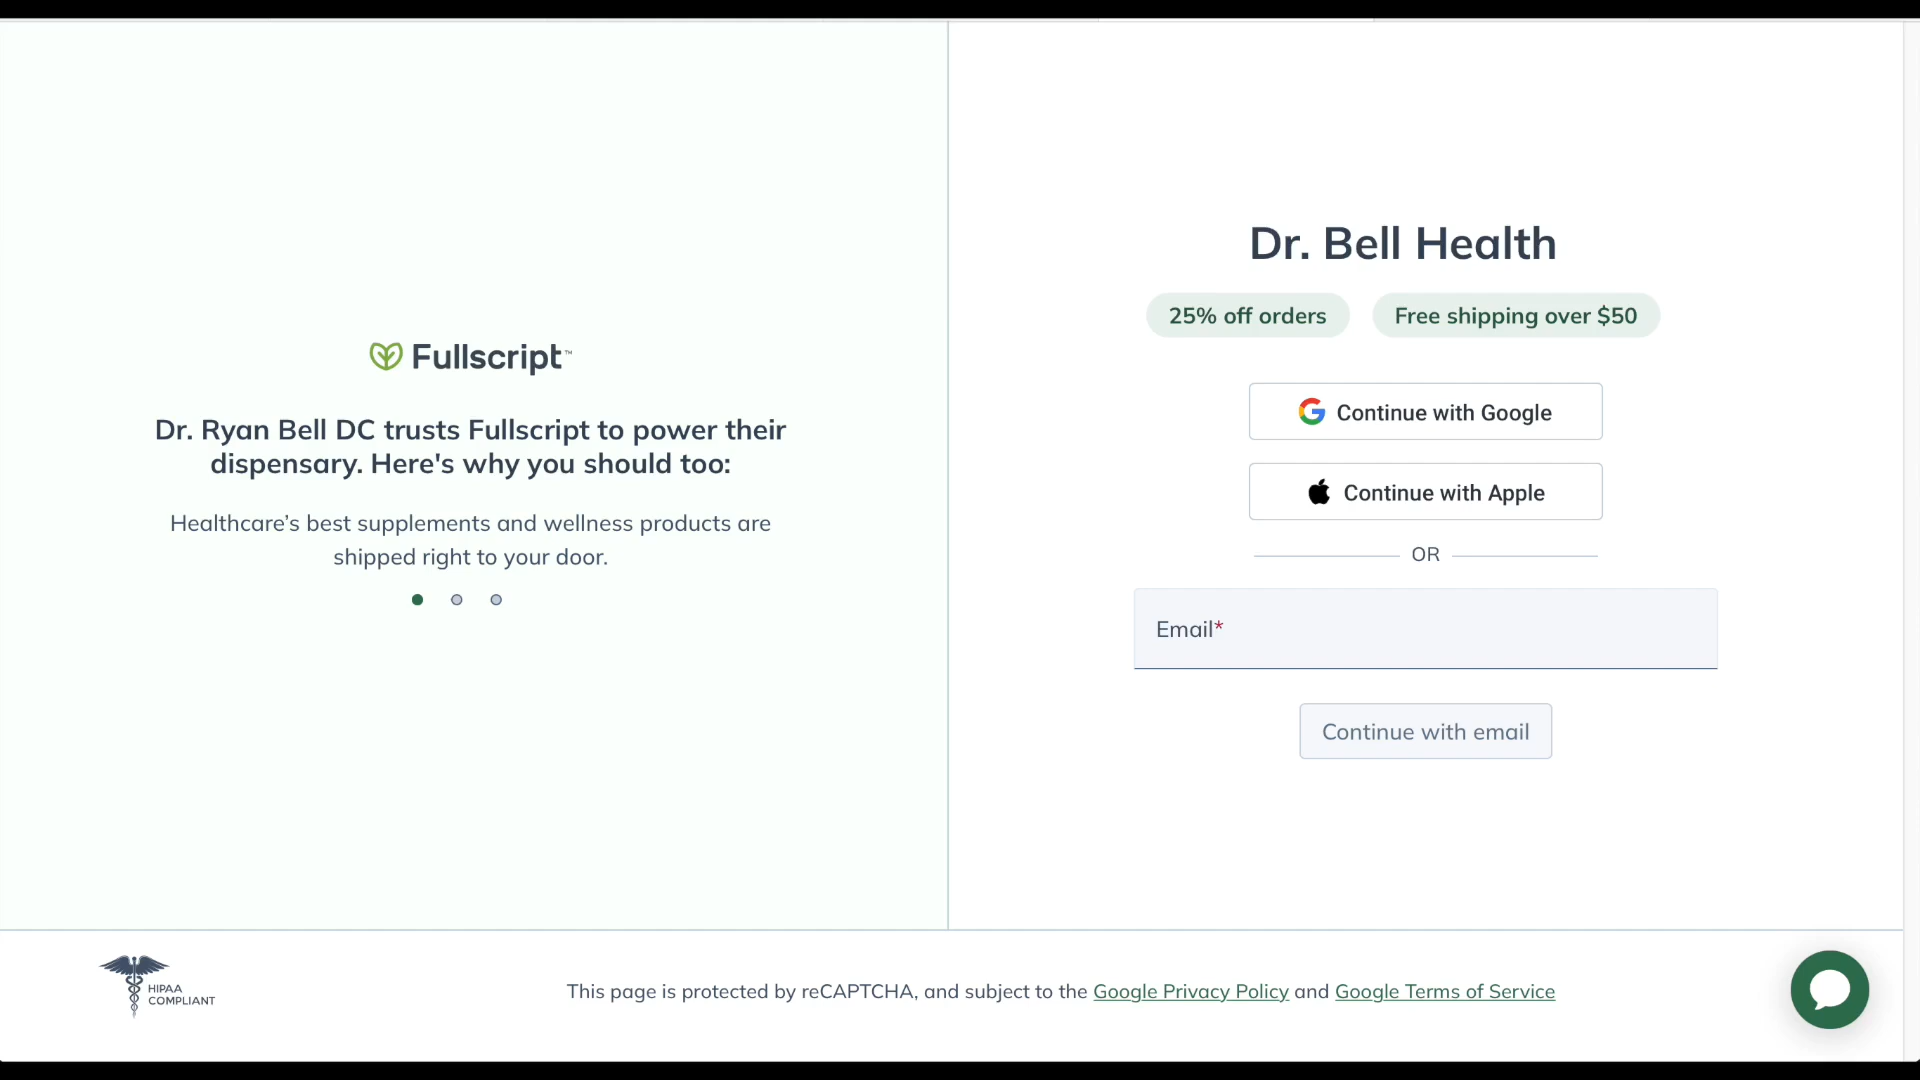 Fullscript™
Dr. Ryan Bell DC trusts Fullscript to power their
dispensary. Here's why you should too:
Healthcare’s best supplements and wellness products are
shipped right to your door.
Dr. Bell Health
25% off orders
Free shipping over $50
Continue with Google
Continue with Apple
OR
Email*
Continue with email
HIPAA
COMPLIANT
This page is protected by reCAPTCHA, and subject to the Google Privacy Policy and Google Terms of Service